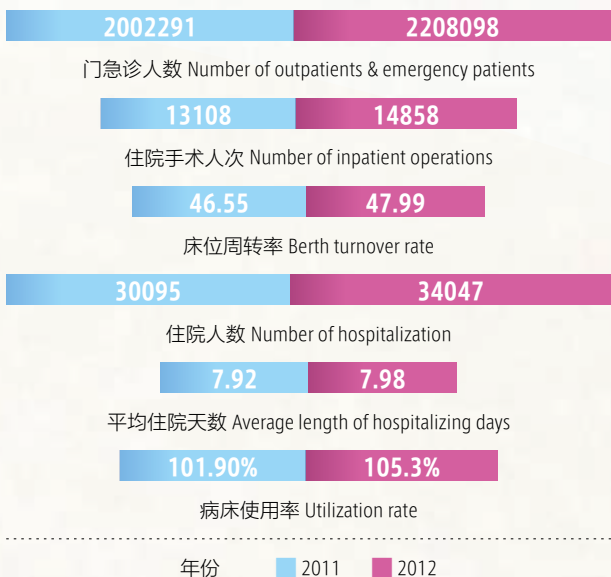 2002291 2208098
门急诊人数 Number of outpatients & emergency patients
13108 14858
住院手术人次 Number of inpatient operations
46.55 47.99
床位周转率 Berth turnover rate
30095 34047
住院人数 Number of hospitalization
7.92 7.98
平均住院天数 Average length of hospitalizing days
101.90% 105.3%
病床使用率 Utilization rate
年份 2011 2012